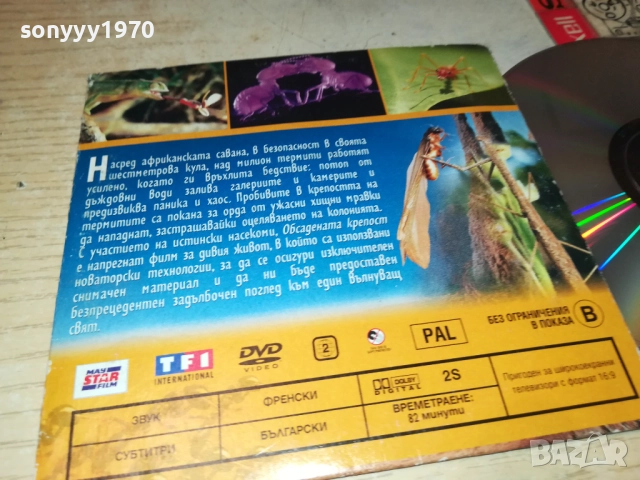 sonyyy1970
Насред африканската савана, в безопасност в своята
шестметрова кула, над милион термити работят
усилено, когато ги връхлита бедствие: потоп от
дъждовни води залива галериите и камерите и
предизвиква паника и хаос. Пробивите в крепостта на
термитите са покана за орда от ужасни хищни мравки
да нападнат, застрашавайки оцеляването на колонията.
С участието на истински насекоми, Обсадената крепост
е напрегнат филм за дивия живот, в който са използвани
новаторски технологии, за да се осигури изключителен
снимачен материал и да ни бъде предоставен
безпрецедентен задълбочен поглед към един вълнуващ
свят.
MAY
STAR
FILM
TF1
INTERNATIONAL
DVD
VIDEO
2
PAL
БЕЗ ОГРАНИЧЕНИЯ
В ПОКАЗА
B
ЗВУК
ФРЕНСКИ
DOLBY
DIGITAL
2S
Пригоден за широкоекранни
телевизори с формат 16:9
СУБТИТРИ
БЪЛГАРСКИ
ВРЕМЕТРАЕНЕ:
82 минути
BAZAR